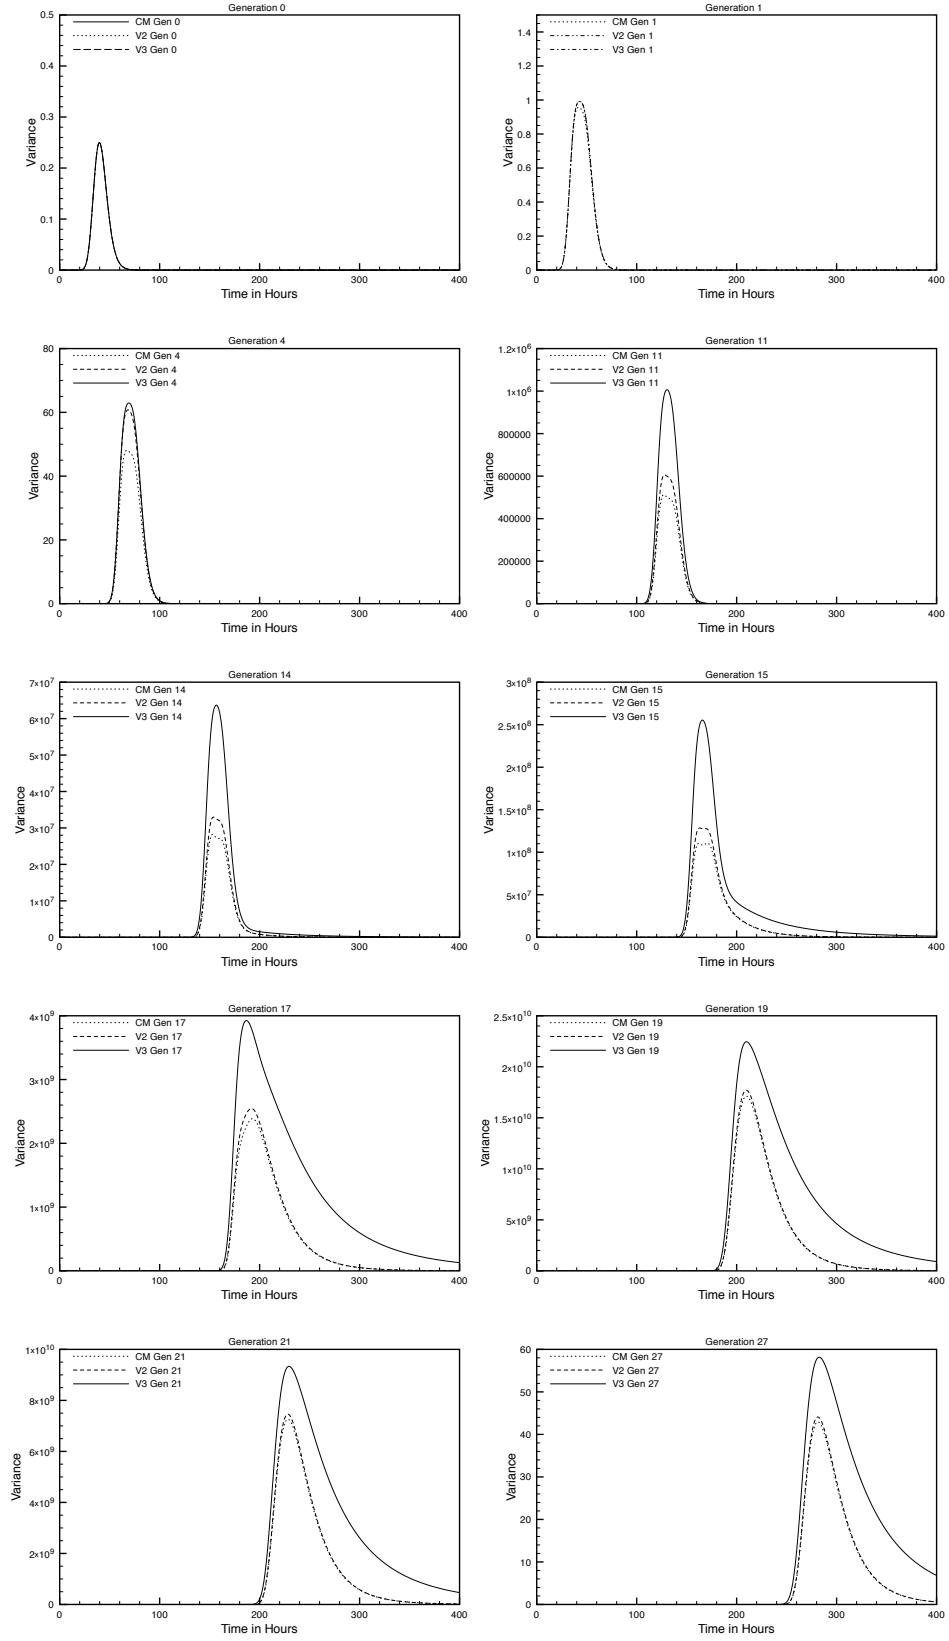 Generation 0
CM Gen 0
V2 Gen 0
V3 Gen 0
0.5
0.4
0.3
0.2
0.1
0
Variance
0 100 200 300 400
Time in Hours
Generation 1
CM Gen 1
V2 Gen 1
V3 Gen 1
1.4
1.2
1
0.8
0.6
0.4
0.2
0
Variance
0 100 200 300 400
Time in Hours
Generation 4
CM Gen 4
V2 Gen 4
V3 Gen 4
80
60
40
20
0
Variance
0 100 200 300 400
Time in Hours
Generation 11
CM Gen 11
V2 Gen 11
V3 Gen 11
1.2×10⁶
1×10⁶
800000
600000
400000
200000
0
Variance
0 100 200 300 400
Time in Hours
Generation 14
CM Gen 14
V2 Gen 14
V3 Gen 14
7×10⁷
6×10⁷
5×10⁷
4×10⁷
3×10⁷
2×10⁷
1×10⁷
0
Variance
0 100 200 300 400
Time in Hours
Generation 15
CM Gen 15
V2 Gen 15
V3 Gen 15
3×10⁸
2.5×10⁸
2×10⁸
1.5×10⁸
1×10⁸
5×10⁷
0
Variance
0 100 200 300 400
Time in Hours
Generation 17
CM Gen 17
V2 Gen 17
V3 Gen 17
4×10⁹
3×10⁹
2×10⁹
1×10⁹
0
Variance
0 100 200 300 400
Time in Hours
Generation 19
CM Gen 19
V2 Gen 19
V3 Gen 19
2.5×10¹⁰
2×10¹⁰
1.5×10¹⁰
1×10¹⁰
5×10⁹
0
Variance
0 100 200 300 400
Time in Hours
Generation 21
CM Gen 21
V2 Gen 21
V3 Gen 21
1×10¹⁰
8×10⁹
6×10⁹
4×10⁹
2×10⁹
0
Variance
0 100 200 300 400
Time in Hours
Generation 27
CM Gen 27
V2 Gen 27
V3 Gen 27
60
50
40
30
20
10
0
Variance
0 100 200 300 400
Time in Hours